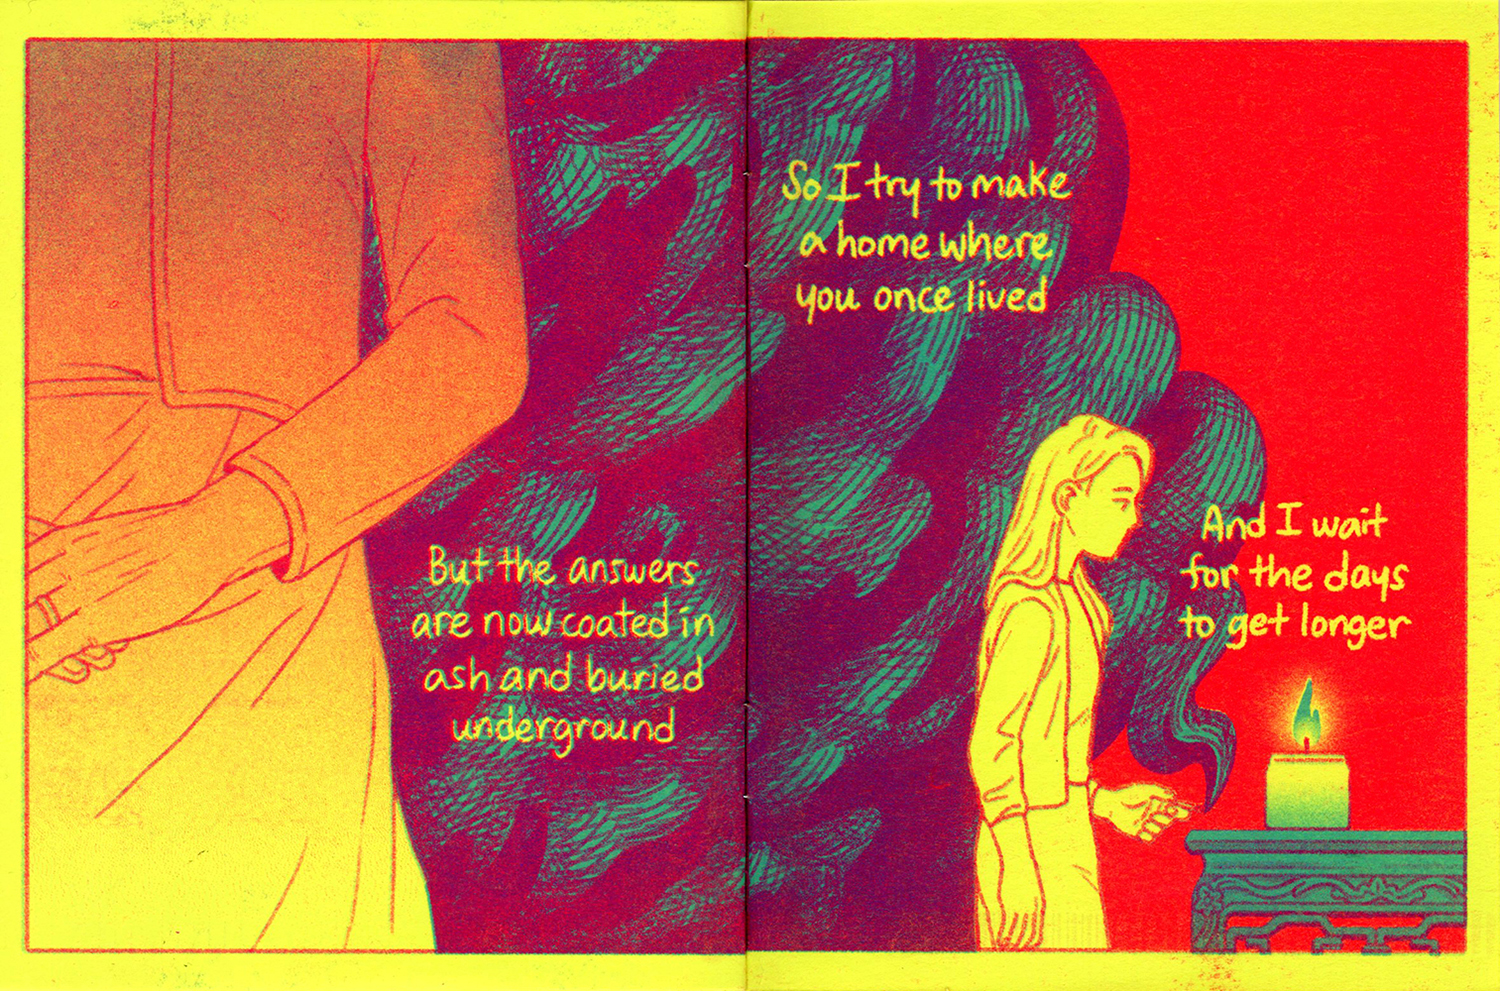 But the answers
are now coated in
ash and buried
underground
So I try to make
a home where
you once lived
And I wait
for the days
to get longer